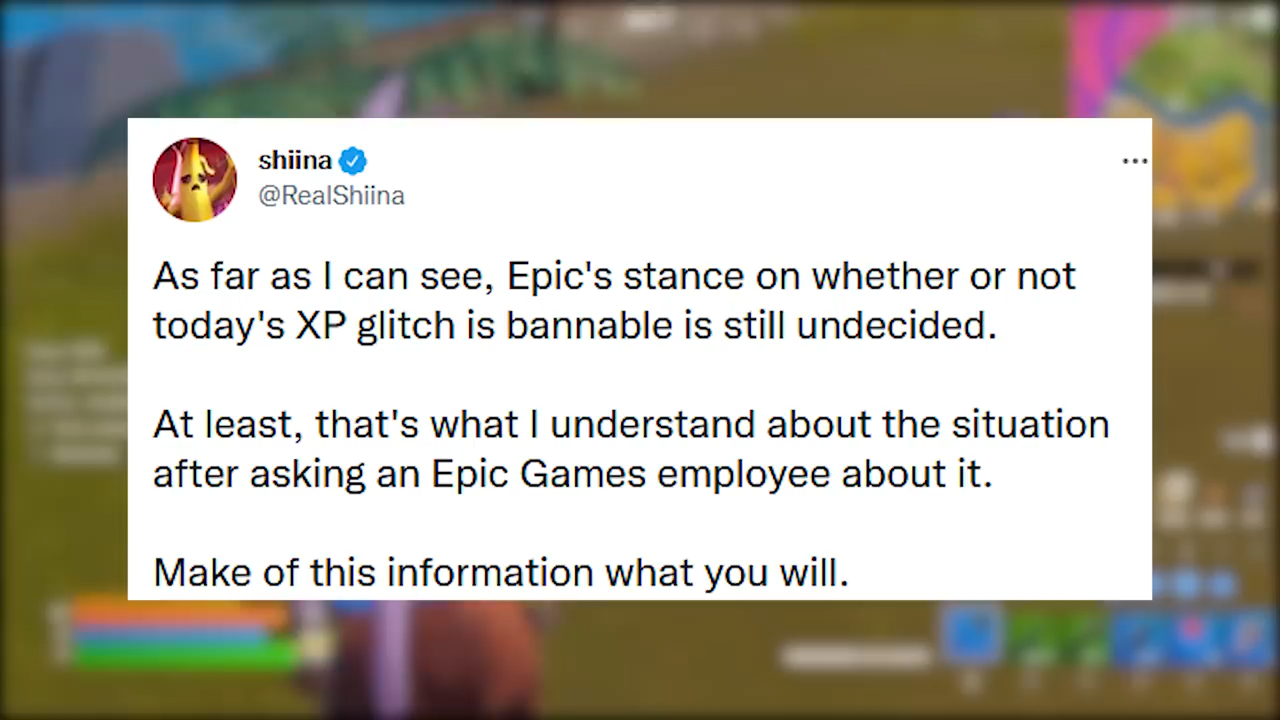 shiina
@RealShiina
As far as I can see, Epic's stance on whether or not
today's XP glitch is bannable is still undecided.
At least, that's what I understand about the situation
after asking an Epic Games employee about it.
Make of this information what you will.